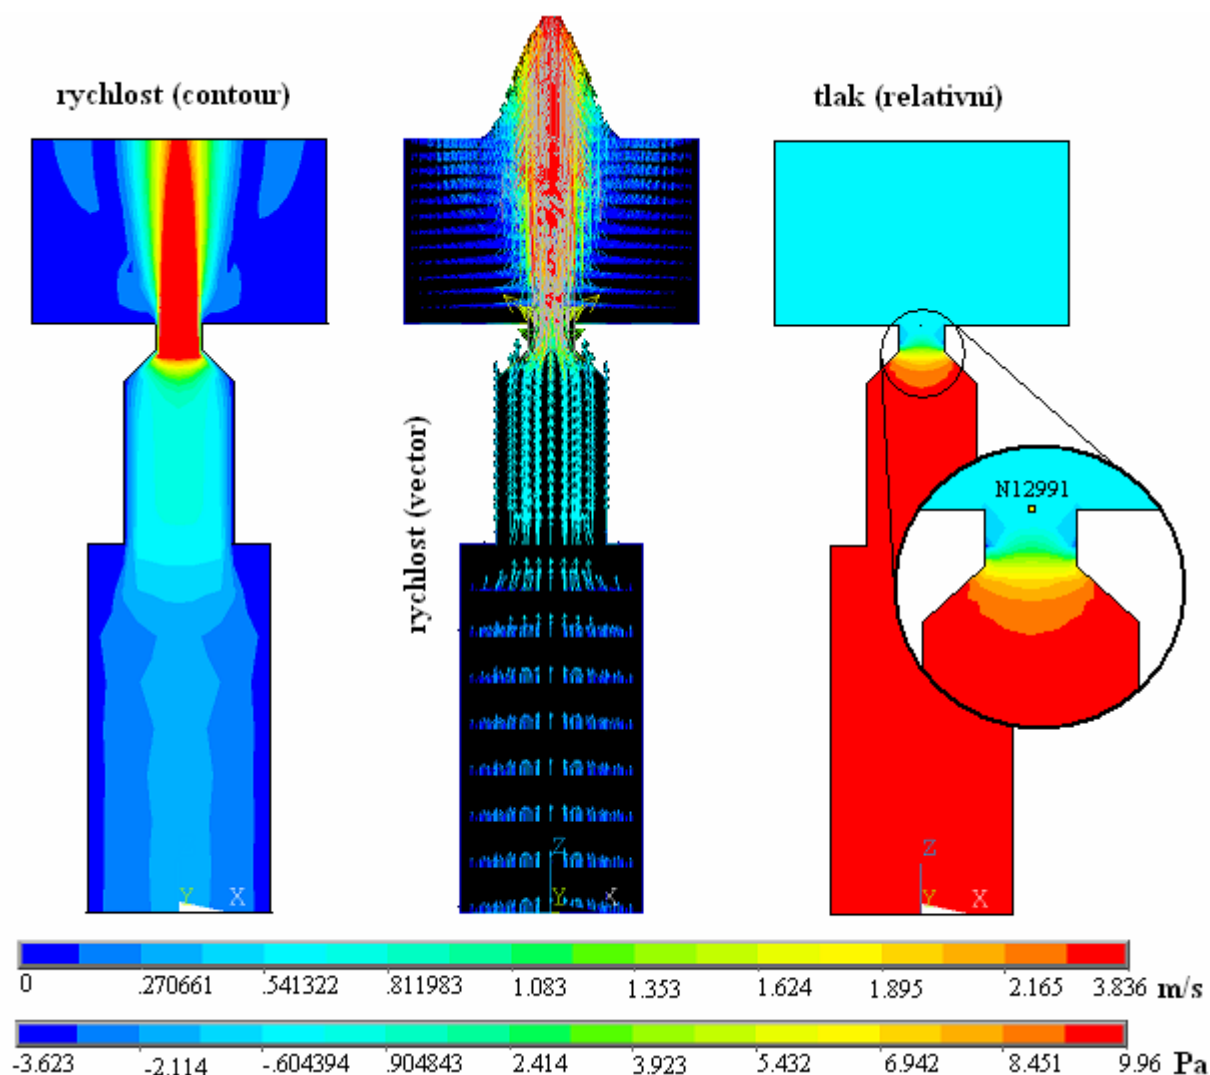 rychlost (contour)
tlak (relativní)
rychlost (vector)
N12991
Y X
Z
Y X
Z
Y X
0 .270661 .541322 .811983 1.083 1.353 1.624 1.895 2.165 3.836 m/s
-3.623 -2.114 -.604394 .904843 2.414 3.923 5.432 6.942 8.451 9.96 Pa